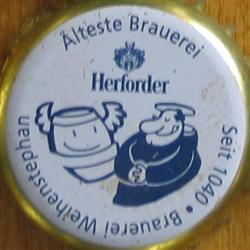 Älteste Brauerei
Seit 1040 • Brauerei Weihenstephan
Herforder